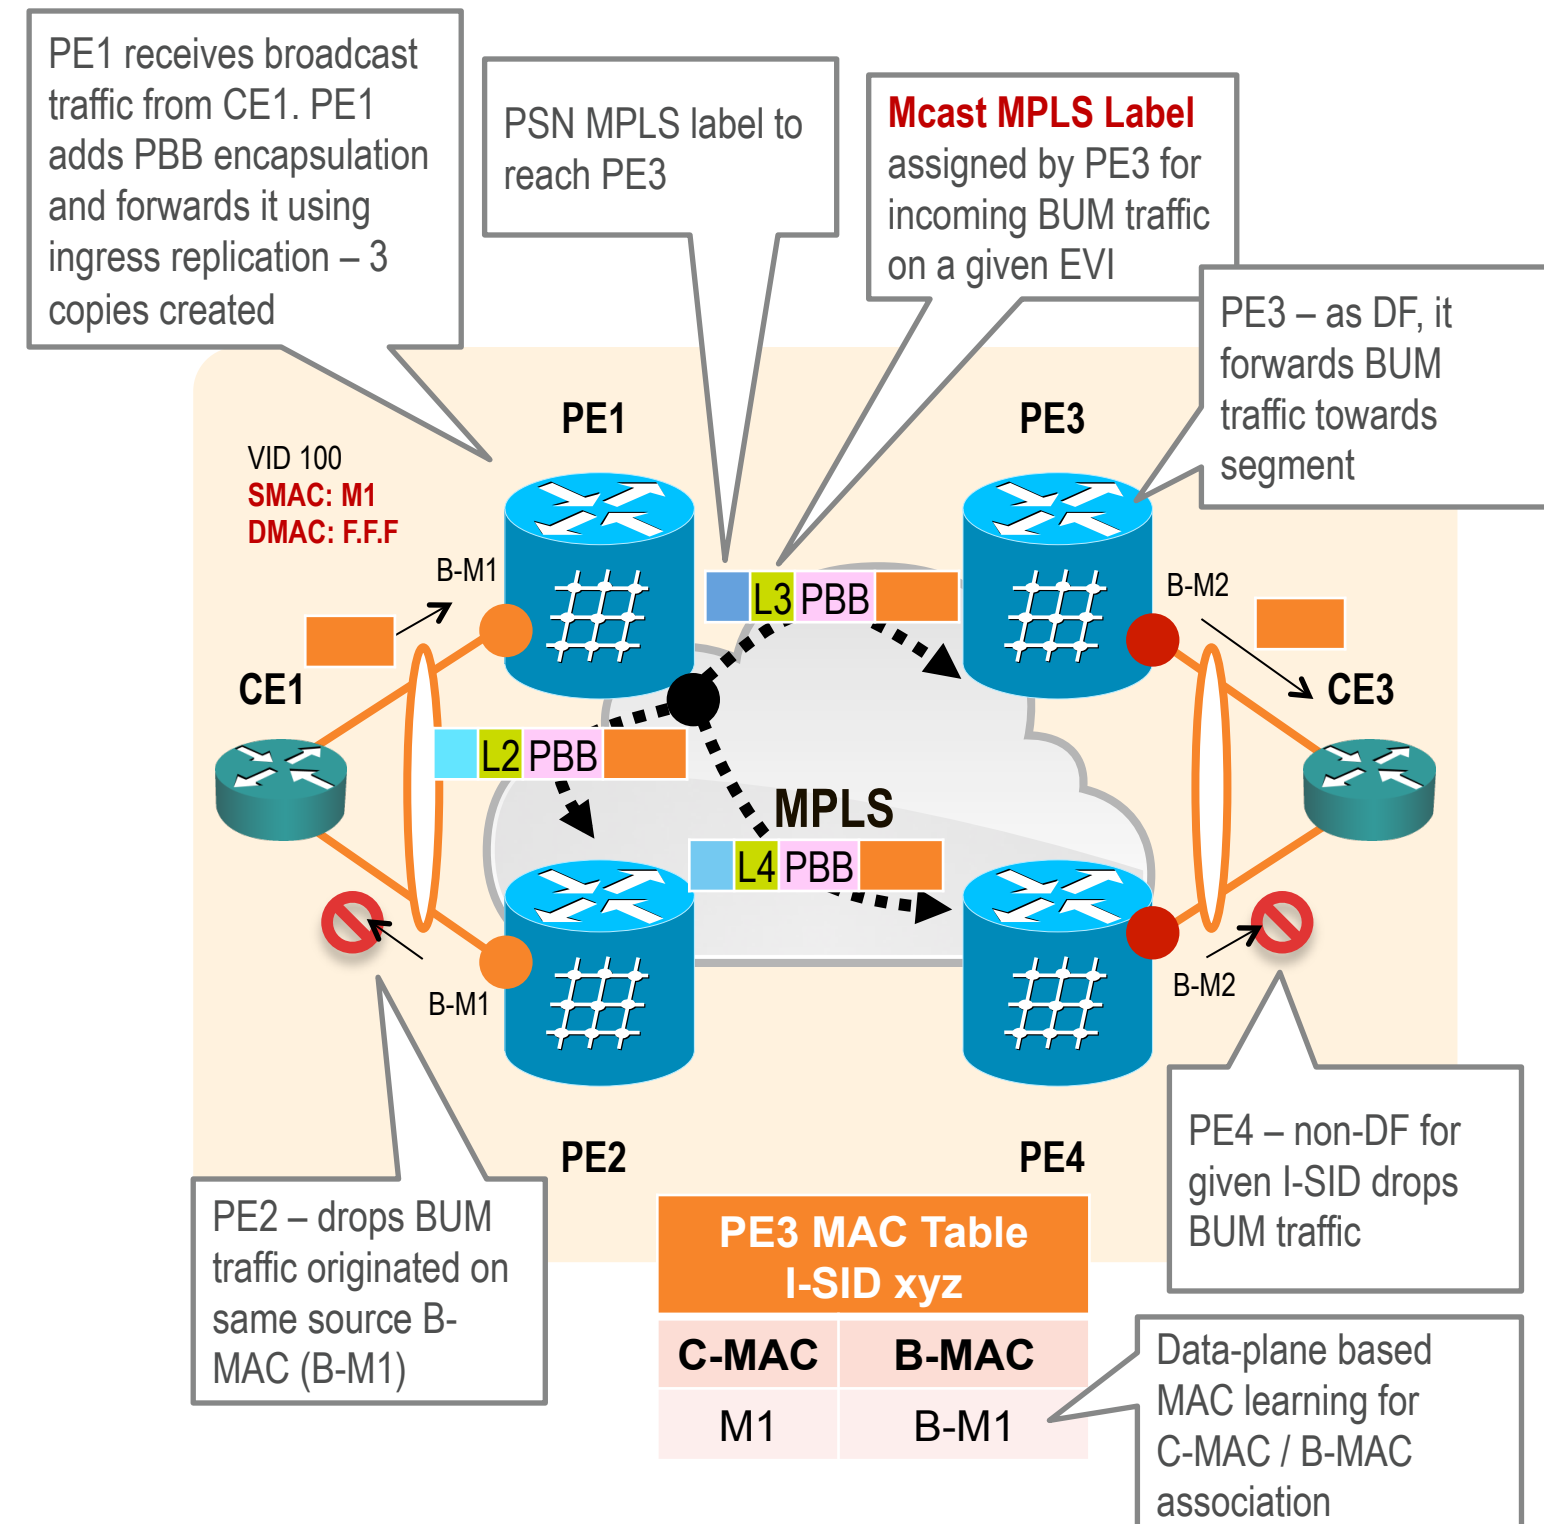 PE1 receives broadcast
traffic from CE1. PE1
adds PBB encapsulation
and forwards it using
ingress replication – 3
copies created
PSN MPLS label to
reach PE3
Mcast MPLS Label
assigned by PE3 for
incoming BUM traffic
on a given EVI
PE3 – as DF, it
forwards BUM
traffic towards
segment
PE1
PE3
VID 100
SMAC: M1
DMAC: F.F.F
B-M1
L3 PBB
B-M2
CE1
CE3
L2 PBB
MPLS
L4 PBB
B-M1
B-M2
PE2
PE4
PE4 – non-DF for
given I-SID drops
BUM traffic
PE2 – drops BUM
traffic originated on
same source B-
MAC (B-M1)
PE3 MAC Table
I-SID xyz
C-MAC B-MAC
M1 B-M1
Data-plane based
MAC learning for
C-MAC / B-MAC
association